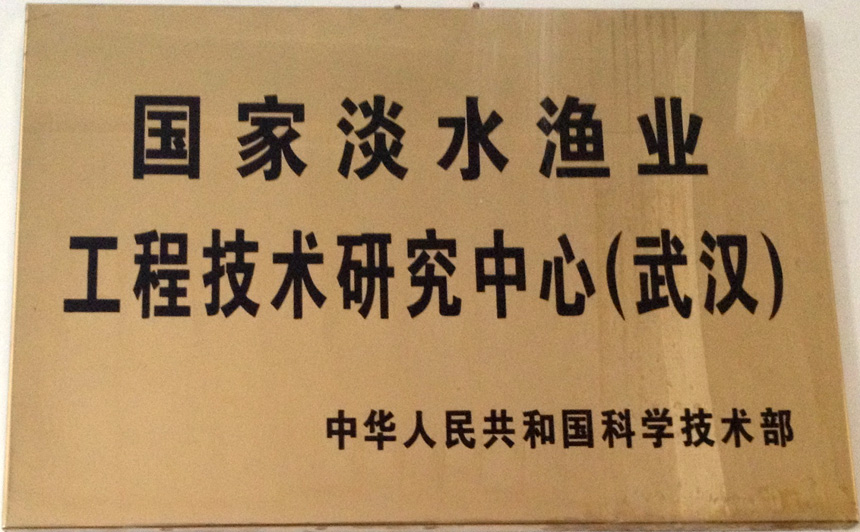 国家淡水渔业
工程技术研究中心(武汉)
中华人民共和国科学技术部